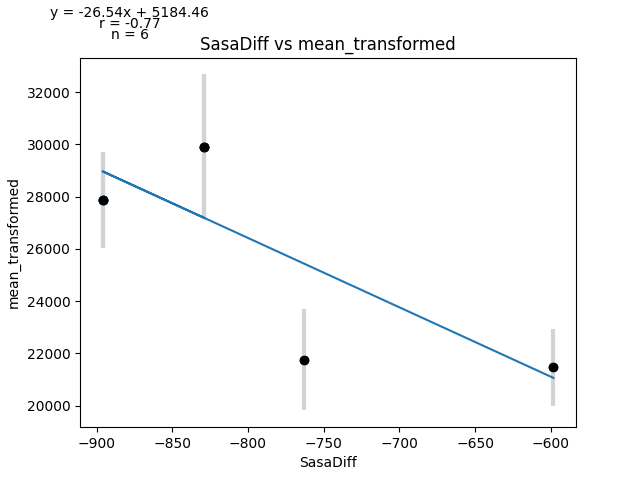 y = -26.54x + 5184.46
r = -0.77
n = 6
SasaDiff vs mean_transformed
32000
30000
28000
26000
24000
22000
20000
mean_transformed
−900 −850 −800 −750 −700 −650 −600
SasaDiff